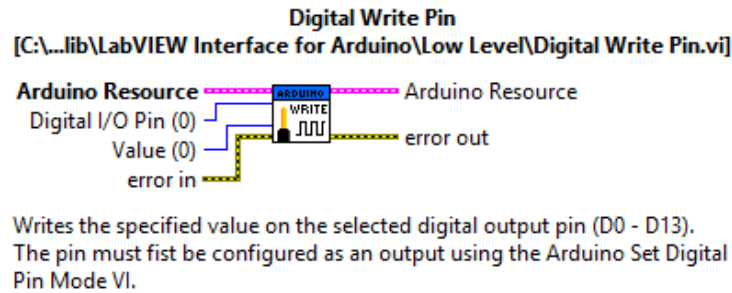 Digital Write Pin
[C:\...lib\LabVIEW Interface for Arduino\Low Level\Digital Write Pin.vi]
Arduino Resource
ARDUINO
Arduino Resource
Digital I/O Pin (0)
WRITE
Value (0)
error out
error in
Writes the specified value on the selected digital output pin (D0 - D13).
The pin must fist be configured as an output using the Arduino Set Digital
Pin Mode VI.